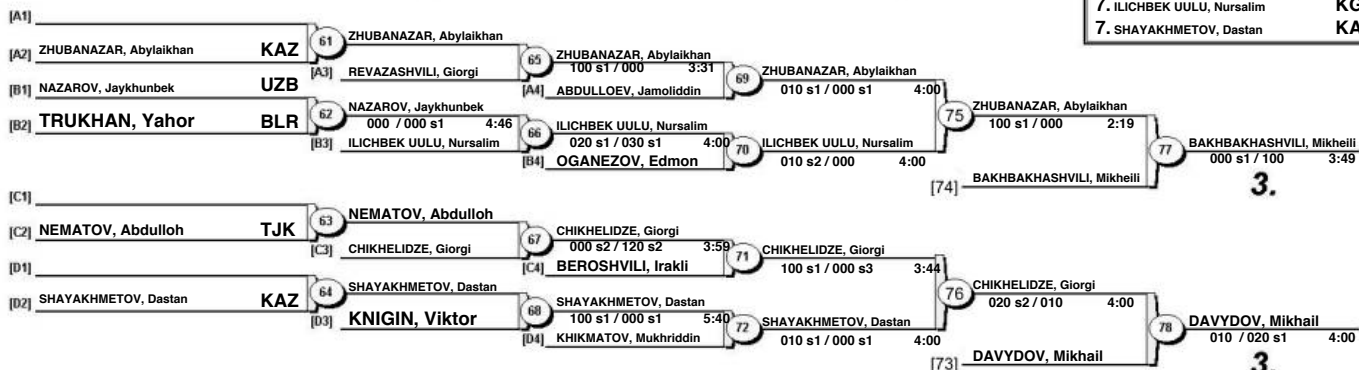 7. ILICHBEK UULU, Nursalim KG
7. SHAYAKHMETOV, Dastan KA
[A1]
[A2] ZHUBANAZAR, Abylaikhan KAZ
61 ZHUBANAZAR, Abylaikhan
[A3] REVAZASHVILI, Giorgi
65 ZHUBANAZAR, Abylaikhan
100 s1 / 000 3:31
[A4] ABDULLOEV, Jamoliddin
69 ZHUBANAZAR, Abylaikhan
010 s1 / 000 s1 4:00
[B1] NAZAROV, Jaykhunbek UZB
[B2] TRUKHAN, Yahor BLR
62 NAZAROV, Jaykhunbek
000 / 000 s1 4:46
[B3] ILICHBEK UULU, Nursalim
66 ILICHBEK UULU, Nursalim
020 s1 / 030 s1 4:00
[B4] OGANEZOV, Edmon
70 ILICHBEK UULU, Nursalim
010 s2 / 000 4:00
75 ZHUBANAZAR, Abylaikhan
100 s1 / 000 2:19
[74] BAKHBAKHASHVILI, Mikheili
77 BAKHBAKHASHVILI, Mikheili
000 s1 / 100 3:49
3.
[C1]
[C2] NEMATOV, Abdulloh TJK
63 NEMATOV, Abdulloh
[C3] CHIKHELIDZE, Giorgi
67 CHIKHELIDZE, Giorgi
000 s2 / 120 s2 3:59
[C4] BEROSHVILI, Irakli
71 CHIKHELIDZE, Giorgi
100 s1 / 000 s3 3:44
[D1]
[D2] SHAYAKHMETOV, Dastan KAZ
64 SHAYAKHMETOV, Dastan
[D3] KNIGIN, Viktor
68 SHAYAKHMETOV, Dastan
100 s1 / 000 s1 5:40
[D4] KHIKMATOV, Mukhriddin
72 SHAYAKHMETOV, Dastan
010 s1 / 000 s1 4:00
76 CHIKHELIDZE, Giorgi
020 s2 / 010 4:00
[73] DAVYDOV, Mikhail
78 DAVYDOV, Mikhail
010 / 020 s1 4:00
3.